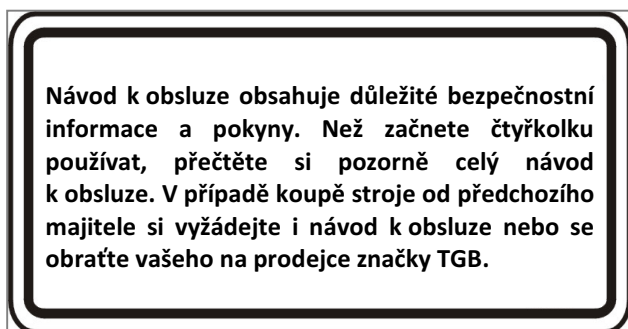 Návod k obsluze obsahuje důležité bezpečnostní
informace a pokyny. Než začnete čtyřkolku
používat, přečtěte si pozorně celý návod
k obsluze. V případě koupě stroje od předchozího
majitele si vyžádejte i návod k obsluze nebo se
obraťte vašeho na prodejce značky TGB.